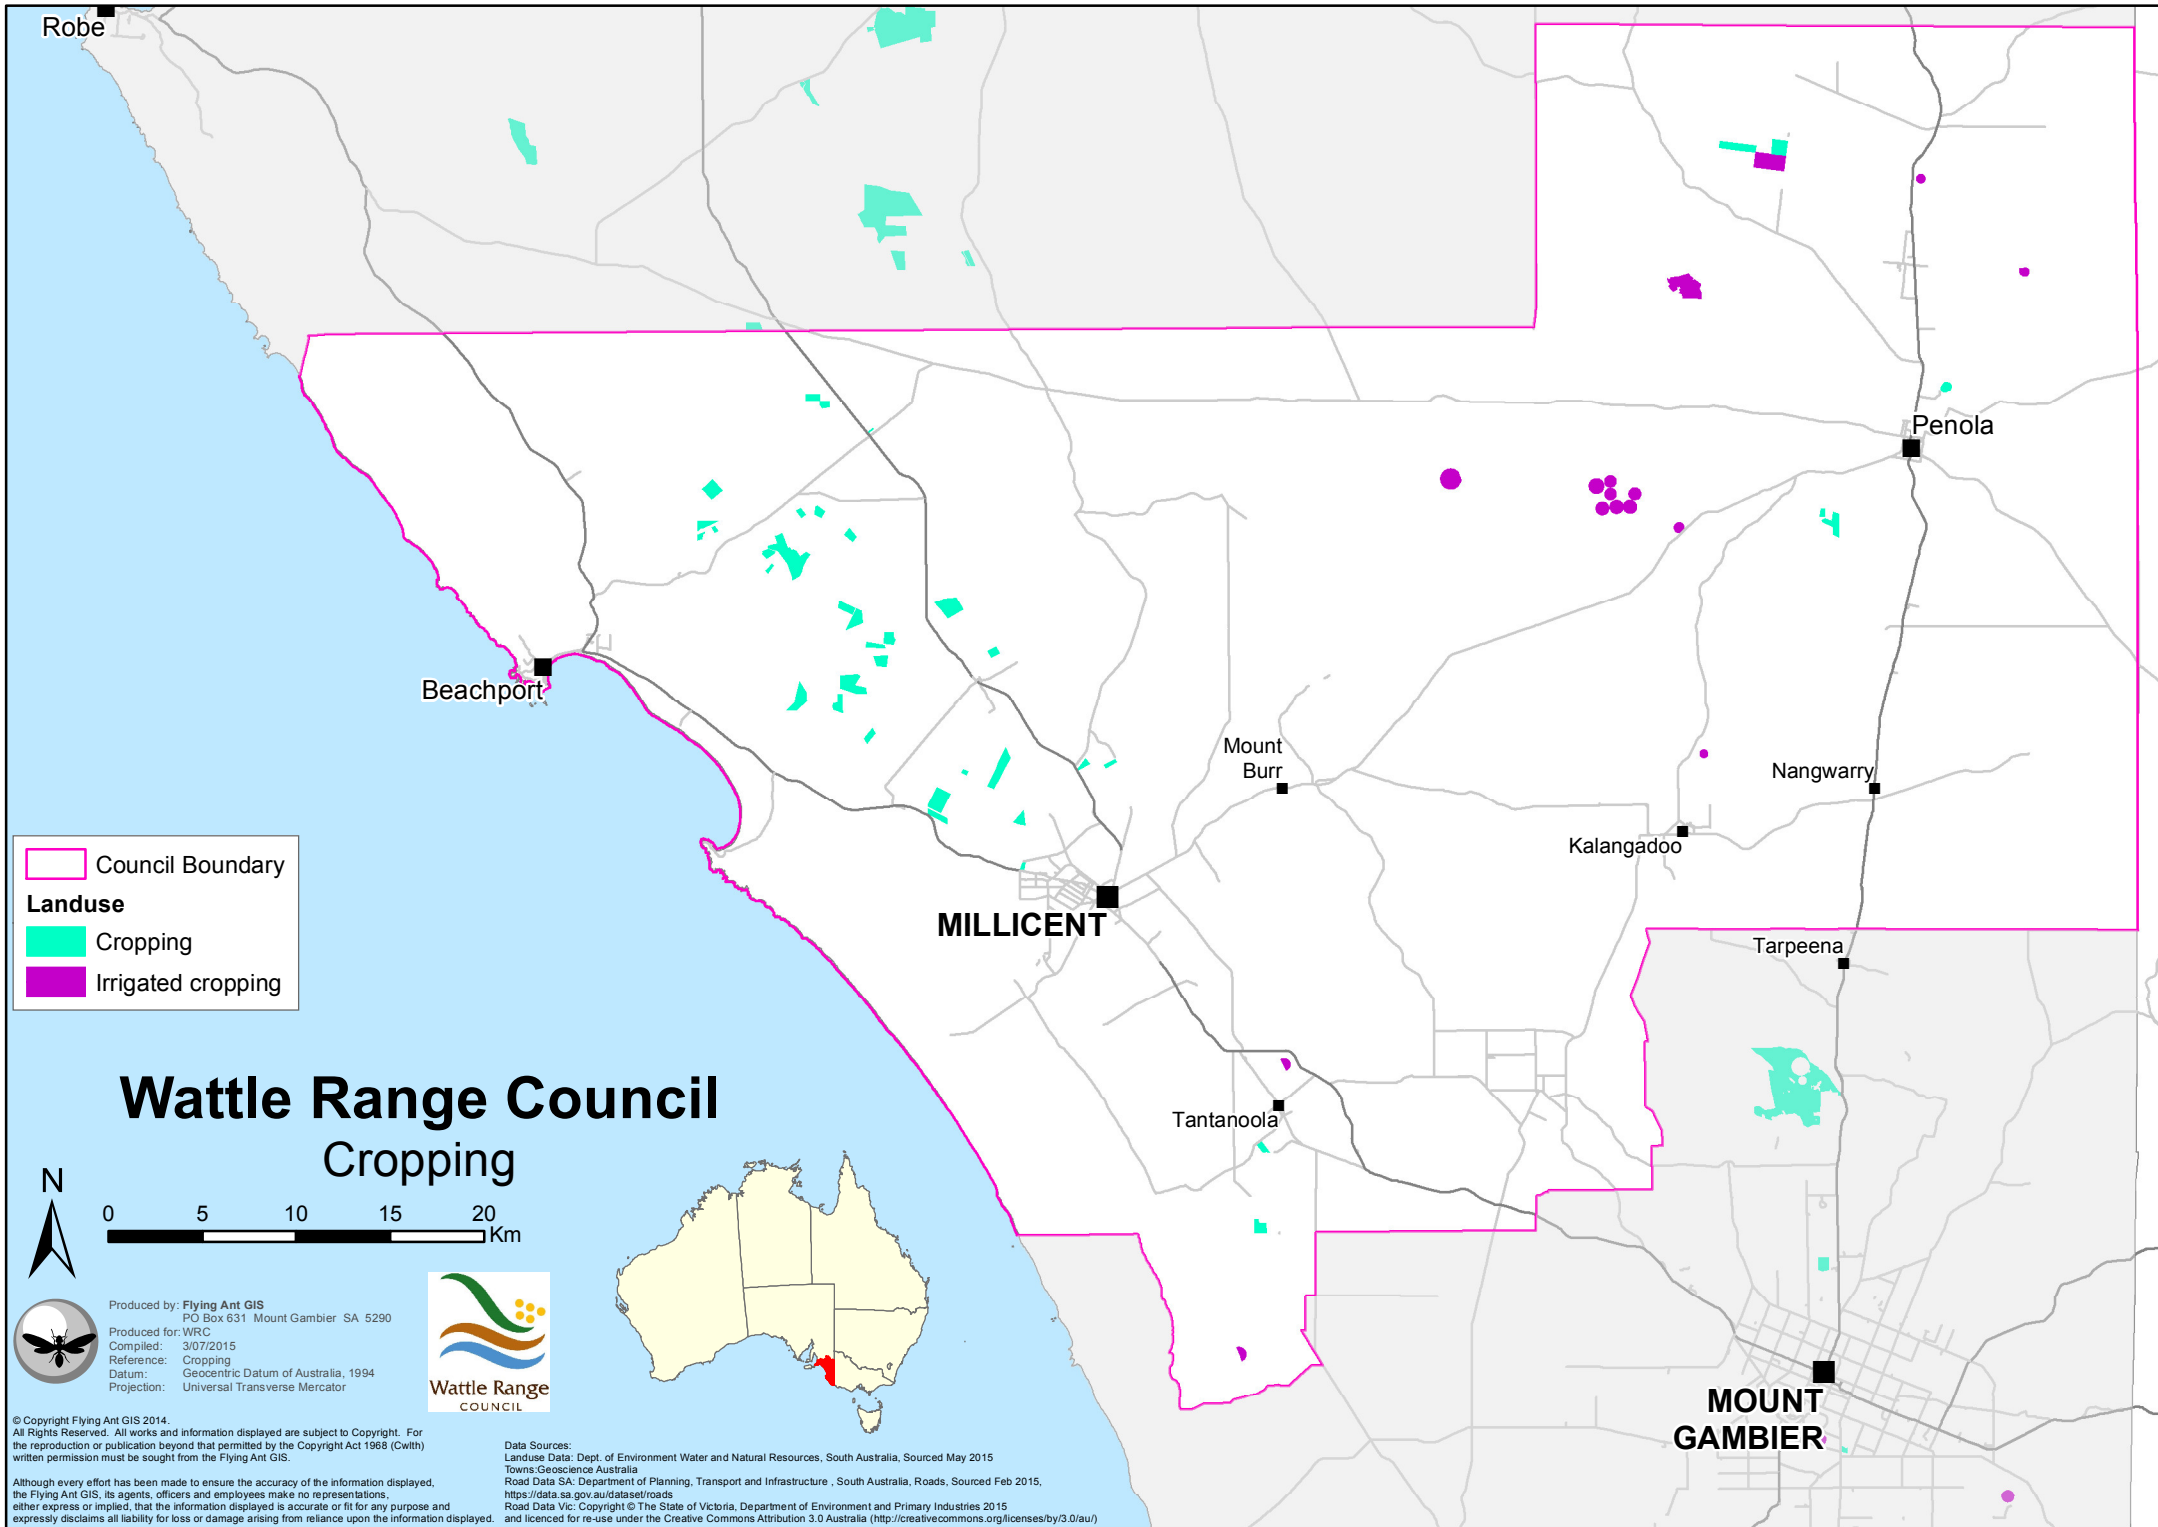 Robe
Penola
Beachport
Mount
Burr
Nangwarry
Kalangadoo
MILLICENT
Tarpeena
Tantanoola
MOUNT
GAMBIER
Council Boundary
Landuse
Cropping
Irrigated cropping
Wattle Range Council
Cropping
N
0 5 10 15 20
Km
Produced by: Flying Ant GIS
PO Box 631 Mount Gambier SA 5290
Produced for: WRC
Compiled: 3/07/2015
Reference: Cropping
Datum: Geocentric Datum of Australia, 1994
Projection: Universal Transverse Mercator
Wattle Range
COUNCIL
© Copyright Flying Ant GIS 2014.
All Rights Reserved. All works and information displayed are subject to Copyright. For
the reproduction or publication beyond that permitted by the Copyright Act 1968 (Cwlth)
written permission must be sought from the Flying Ant GIS.
Although every effort has been made to ensure the accuracy of the information displayed,
the Flying Ant GIS, its agents, officers and employees make no representations,
either express or implied, that the information displayed is accurate or fit for any purpose and
expressly disclaims all liability for loss or damage arising from reliance upon the information displayed.
Data Sources:
Landuse Data: Dept. of Environment Water and Natural Resources, South Australia, Sourced May 2015
Towns:Geoscience Australia
Road Data SA: Department of Planning, Transport and Infrastructure , South Australia, Roads, Sourced Feb 2015,
https://data.sa.gov.au/dataset/roads
Road Data Vic: Copyright © The State of Victoria, Department of Environment and Primary Industries 2015
and licenced for re-use under the Creative Commons Attribution 3.0 Australia (http://creativecommons.org/licenses/by/3.0/au/)